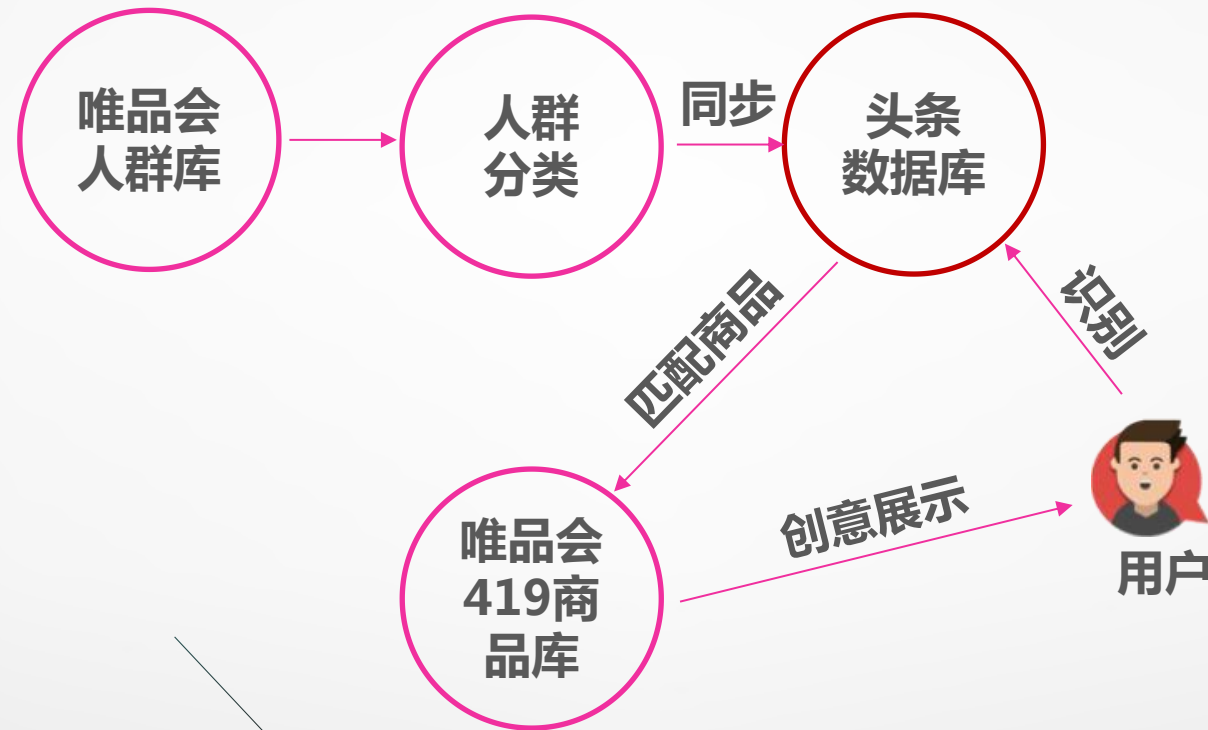 唯品会
人群库
人群
分类
同步
头条
数据库
匹配商品
识别
唯品会
419商
品库
创意展示
用户